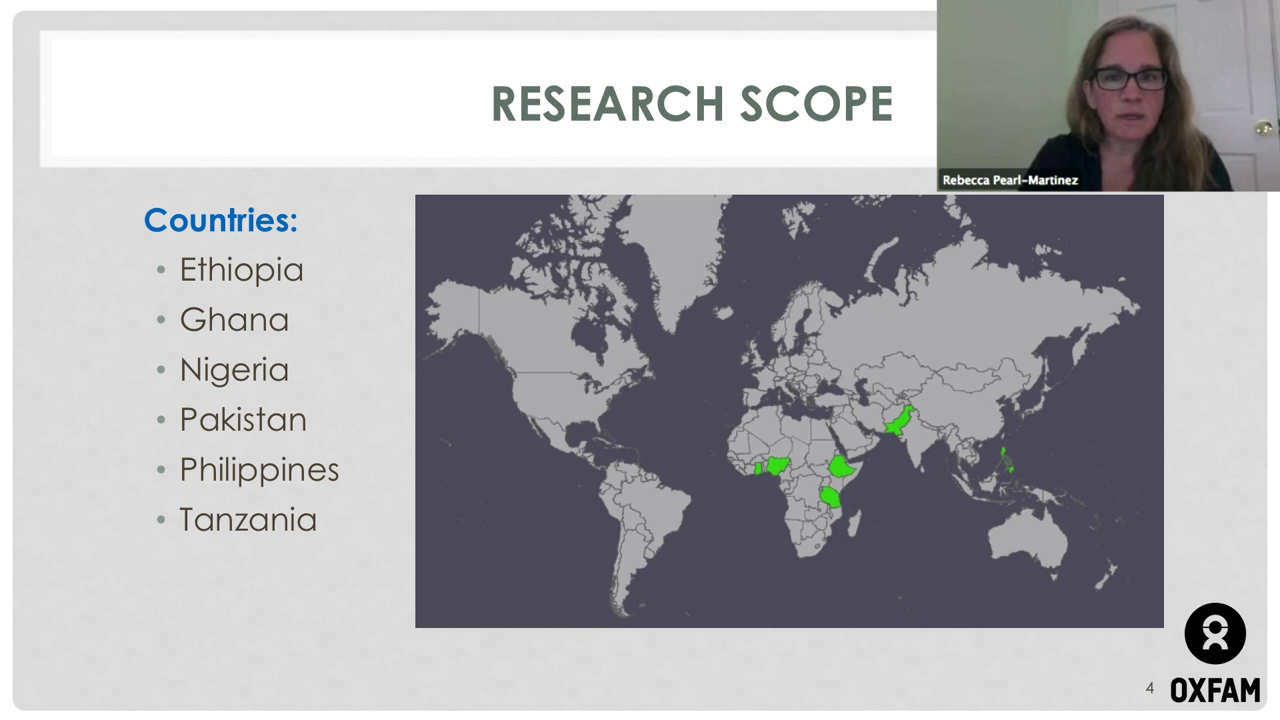 RESEARCH SCOPE
Rebecca Pearl-Martinez
Countries:
• Ethiopia
• Ghana
• Nigeria
• Pakistan
• Philippines
• Tanzania
4
OXFAM